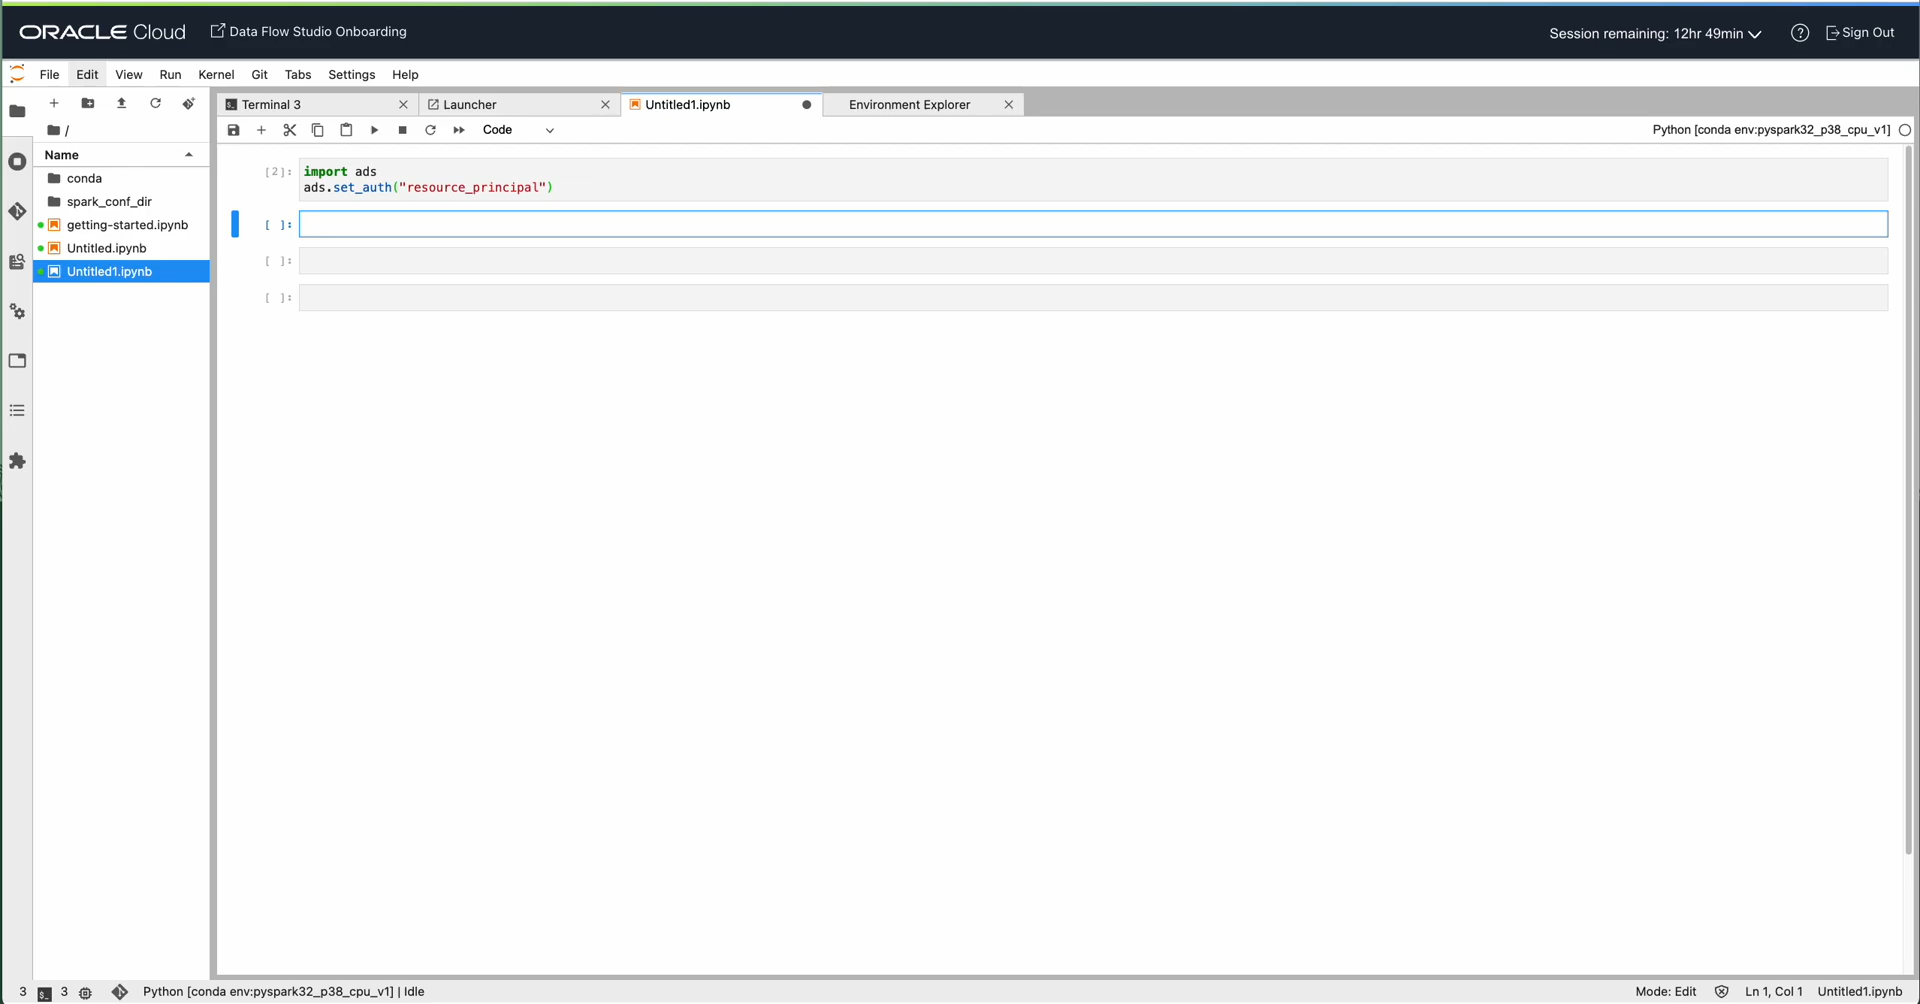 ORACLE Cloud Data Flow Studio Onboarding Session remaining: 12hr 49min ? Sign Out
File Edit View Run Kernel Git Tabs Settings Help
Terminal 3 Launcher Untitled1.ipynb Environment Explorer
Code Python [conda env:pyspark32_p38_cpu_v1]
/
Name
conda
spark_conf_dir
getting-started.ipynb
Untitled.ipynb
Untitled1.ipynb
[2]: import ads
ads.set_auth("resource_principal")
[ ]:
[ ]:
[ ]:
3 $_ 3 Python [conda env:pyspark32_p38_cpu_v1] | Idle Mode: Edit Ln 1, Col 1 Untitled1.ipynb